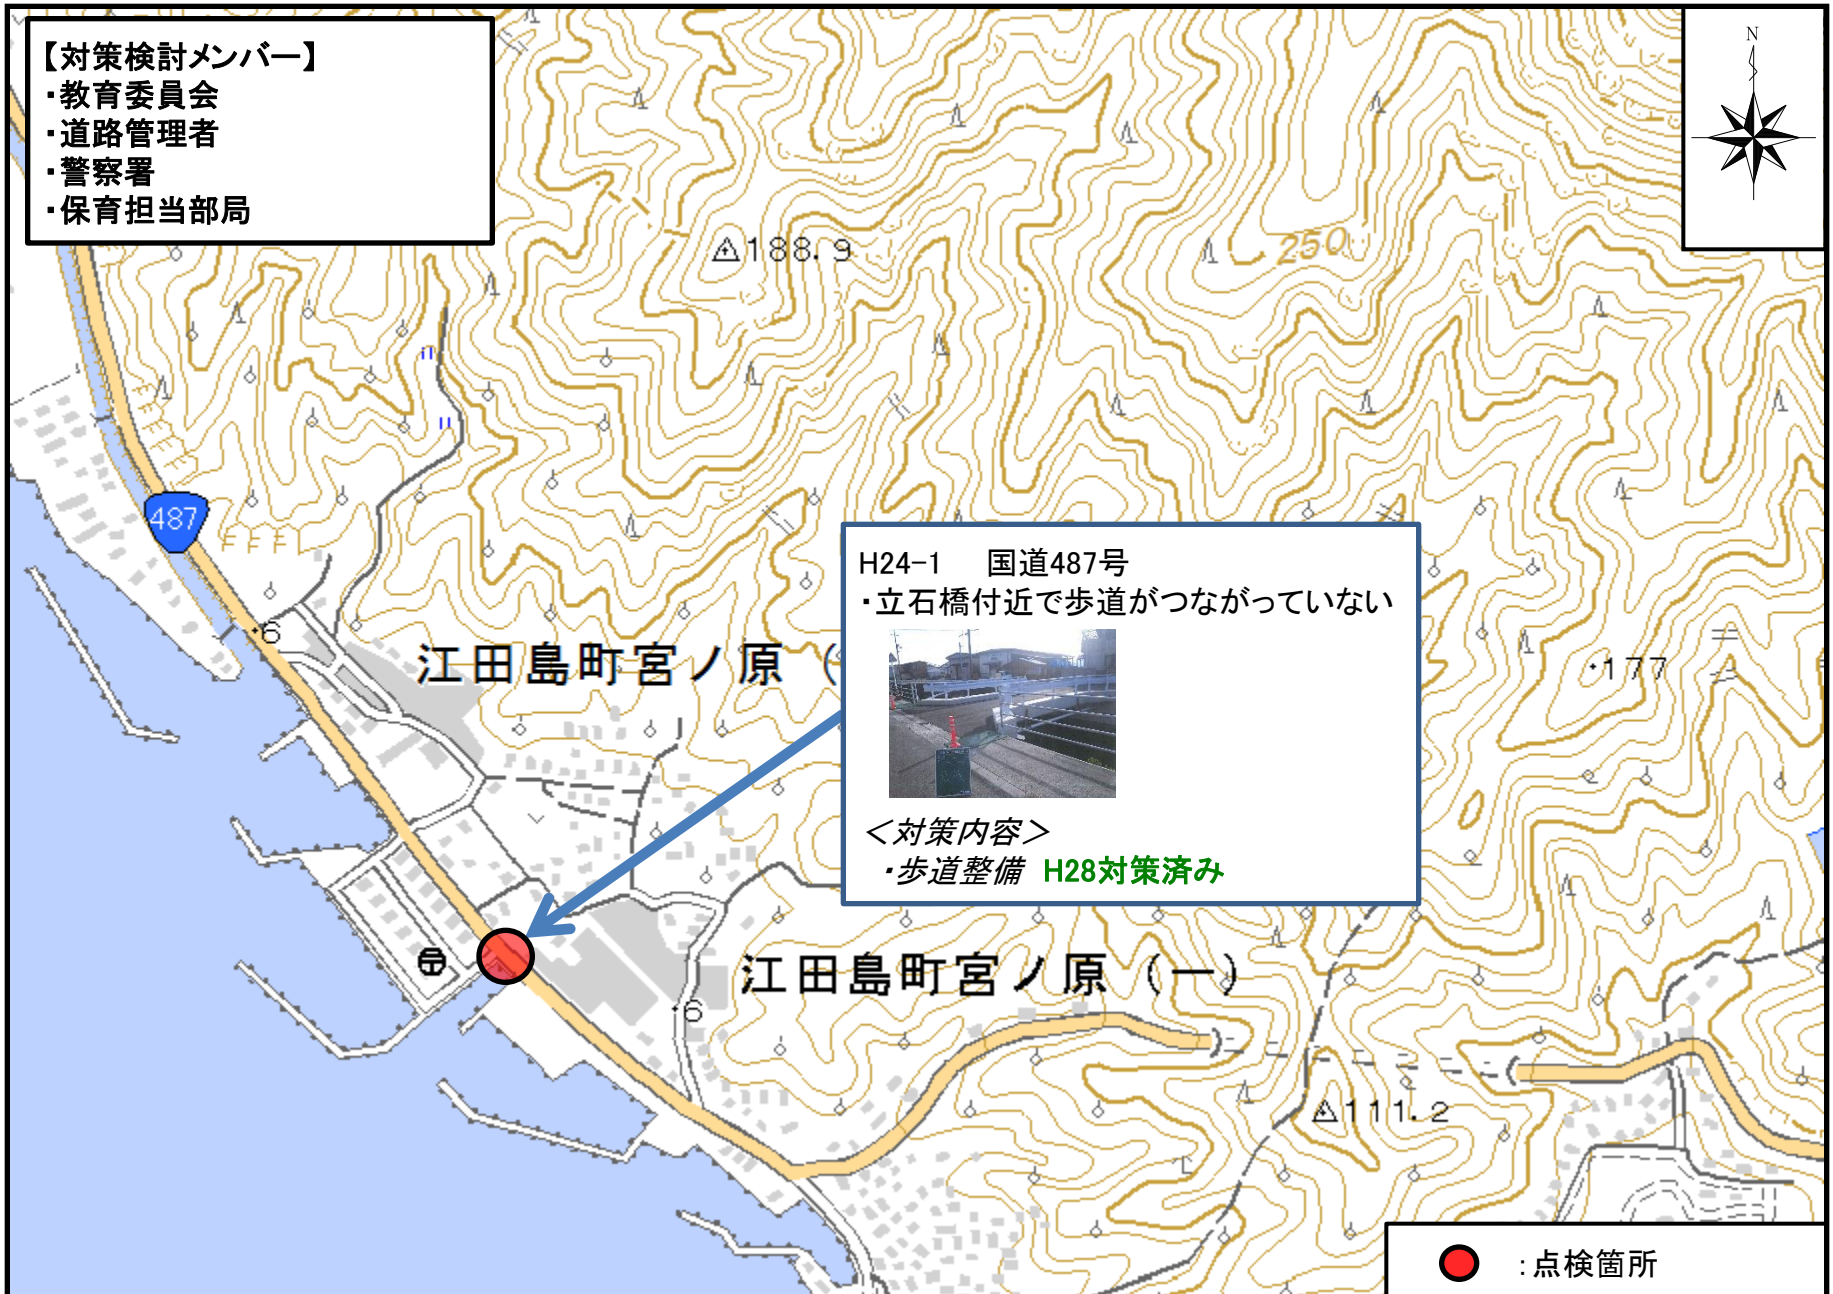 【対策検討メンバー】
・教育委員会
・道路管理者
・警察署
・保育担当部局
N
188.9
250
487
H24-1 国道487号
・立石橋付近で歩道がつながっていない
6
江田島町宮ノ原（
177
＜対策内容＞
・歩道整備 H28対策済み
江田島町宮ノ原（一）
6
111.2
：点検箇所